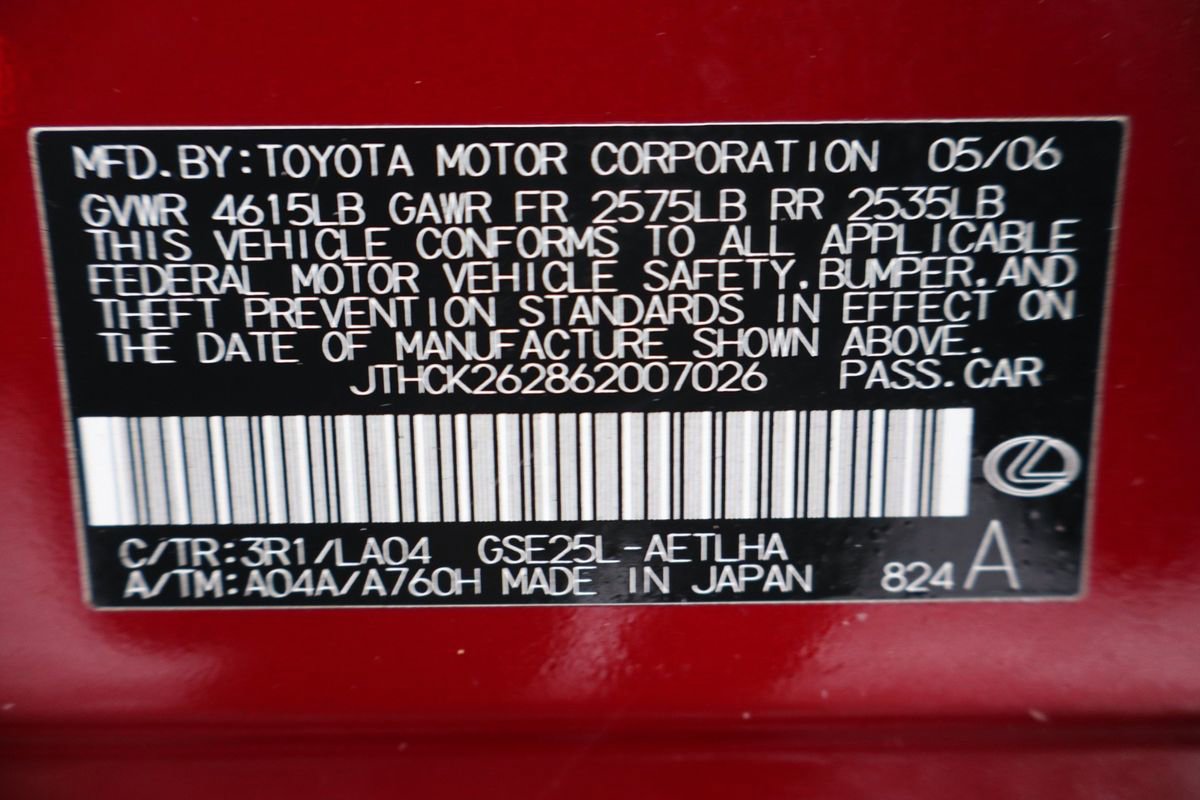 MFD.BY:TOYOTA MOTOR CORPORATION 05/06
GVWR 4615LB GAWR FR 2575LB RR 2535LB
THIS VEHICLE CONFORMS TO ALL APPLICABLE
FEDERAL MOTOR VEHICLE SAFETY.BUMPER.AND
THEFT PREVENTION STANDARDS IN EFFECT ON
THE DATE OF MANUFACTURE SHOWN ABOVE.
JTHCK262862007026 PASS.CAR
C/TR:3R1/LA04 GSE25L-AETLHA
A/TM:A04A/A760H MADE IN JAPAN 824 A